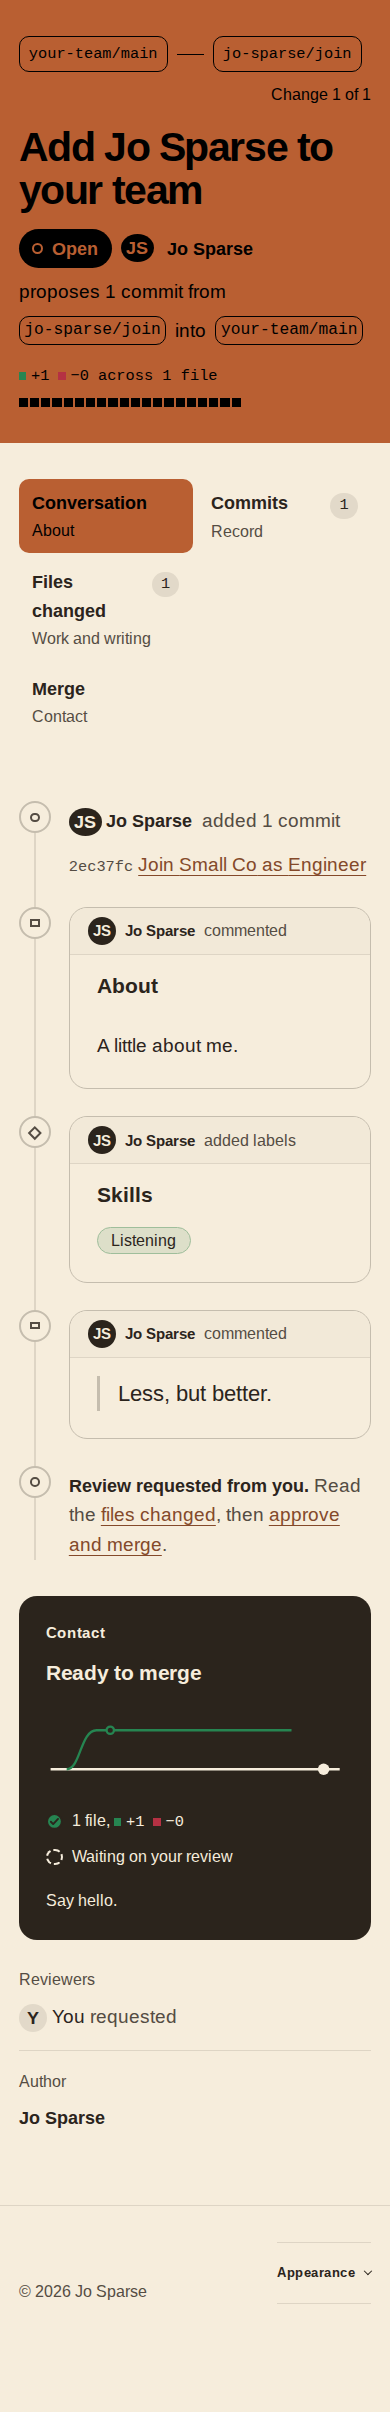 your-team/main — jo-sparse/join
Change 1 of 1
Add Jo Sparse to
your team
Open JS Jo Sparse
proposes 1 commit from
jo-sparse/join into your-team/main
+1 −0 across 1 file
Conversation
About
Commits 1
Record
Files
changed 1
Work and writing
Merge
Contact
JS Jo Sparse added 1 commit
2ec37fc Join Small Co as Engineer
JS Jo Sparse commented
About
A little about me.
JS Jo Sparse added labels
Skills
Listening
JS Jo Sparse commented
Less, but better.
Review requested from you. Read
the files changed, then approve
and merge.
Contact
Ready to merge
1 file, +1 −0
Waiting on your review
Say hello.
Reviewers
Y You requested
Author
Jo Sparse
Appearance
© 2026 Jo Sparse